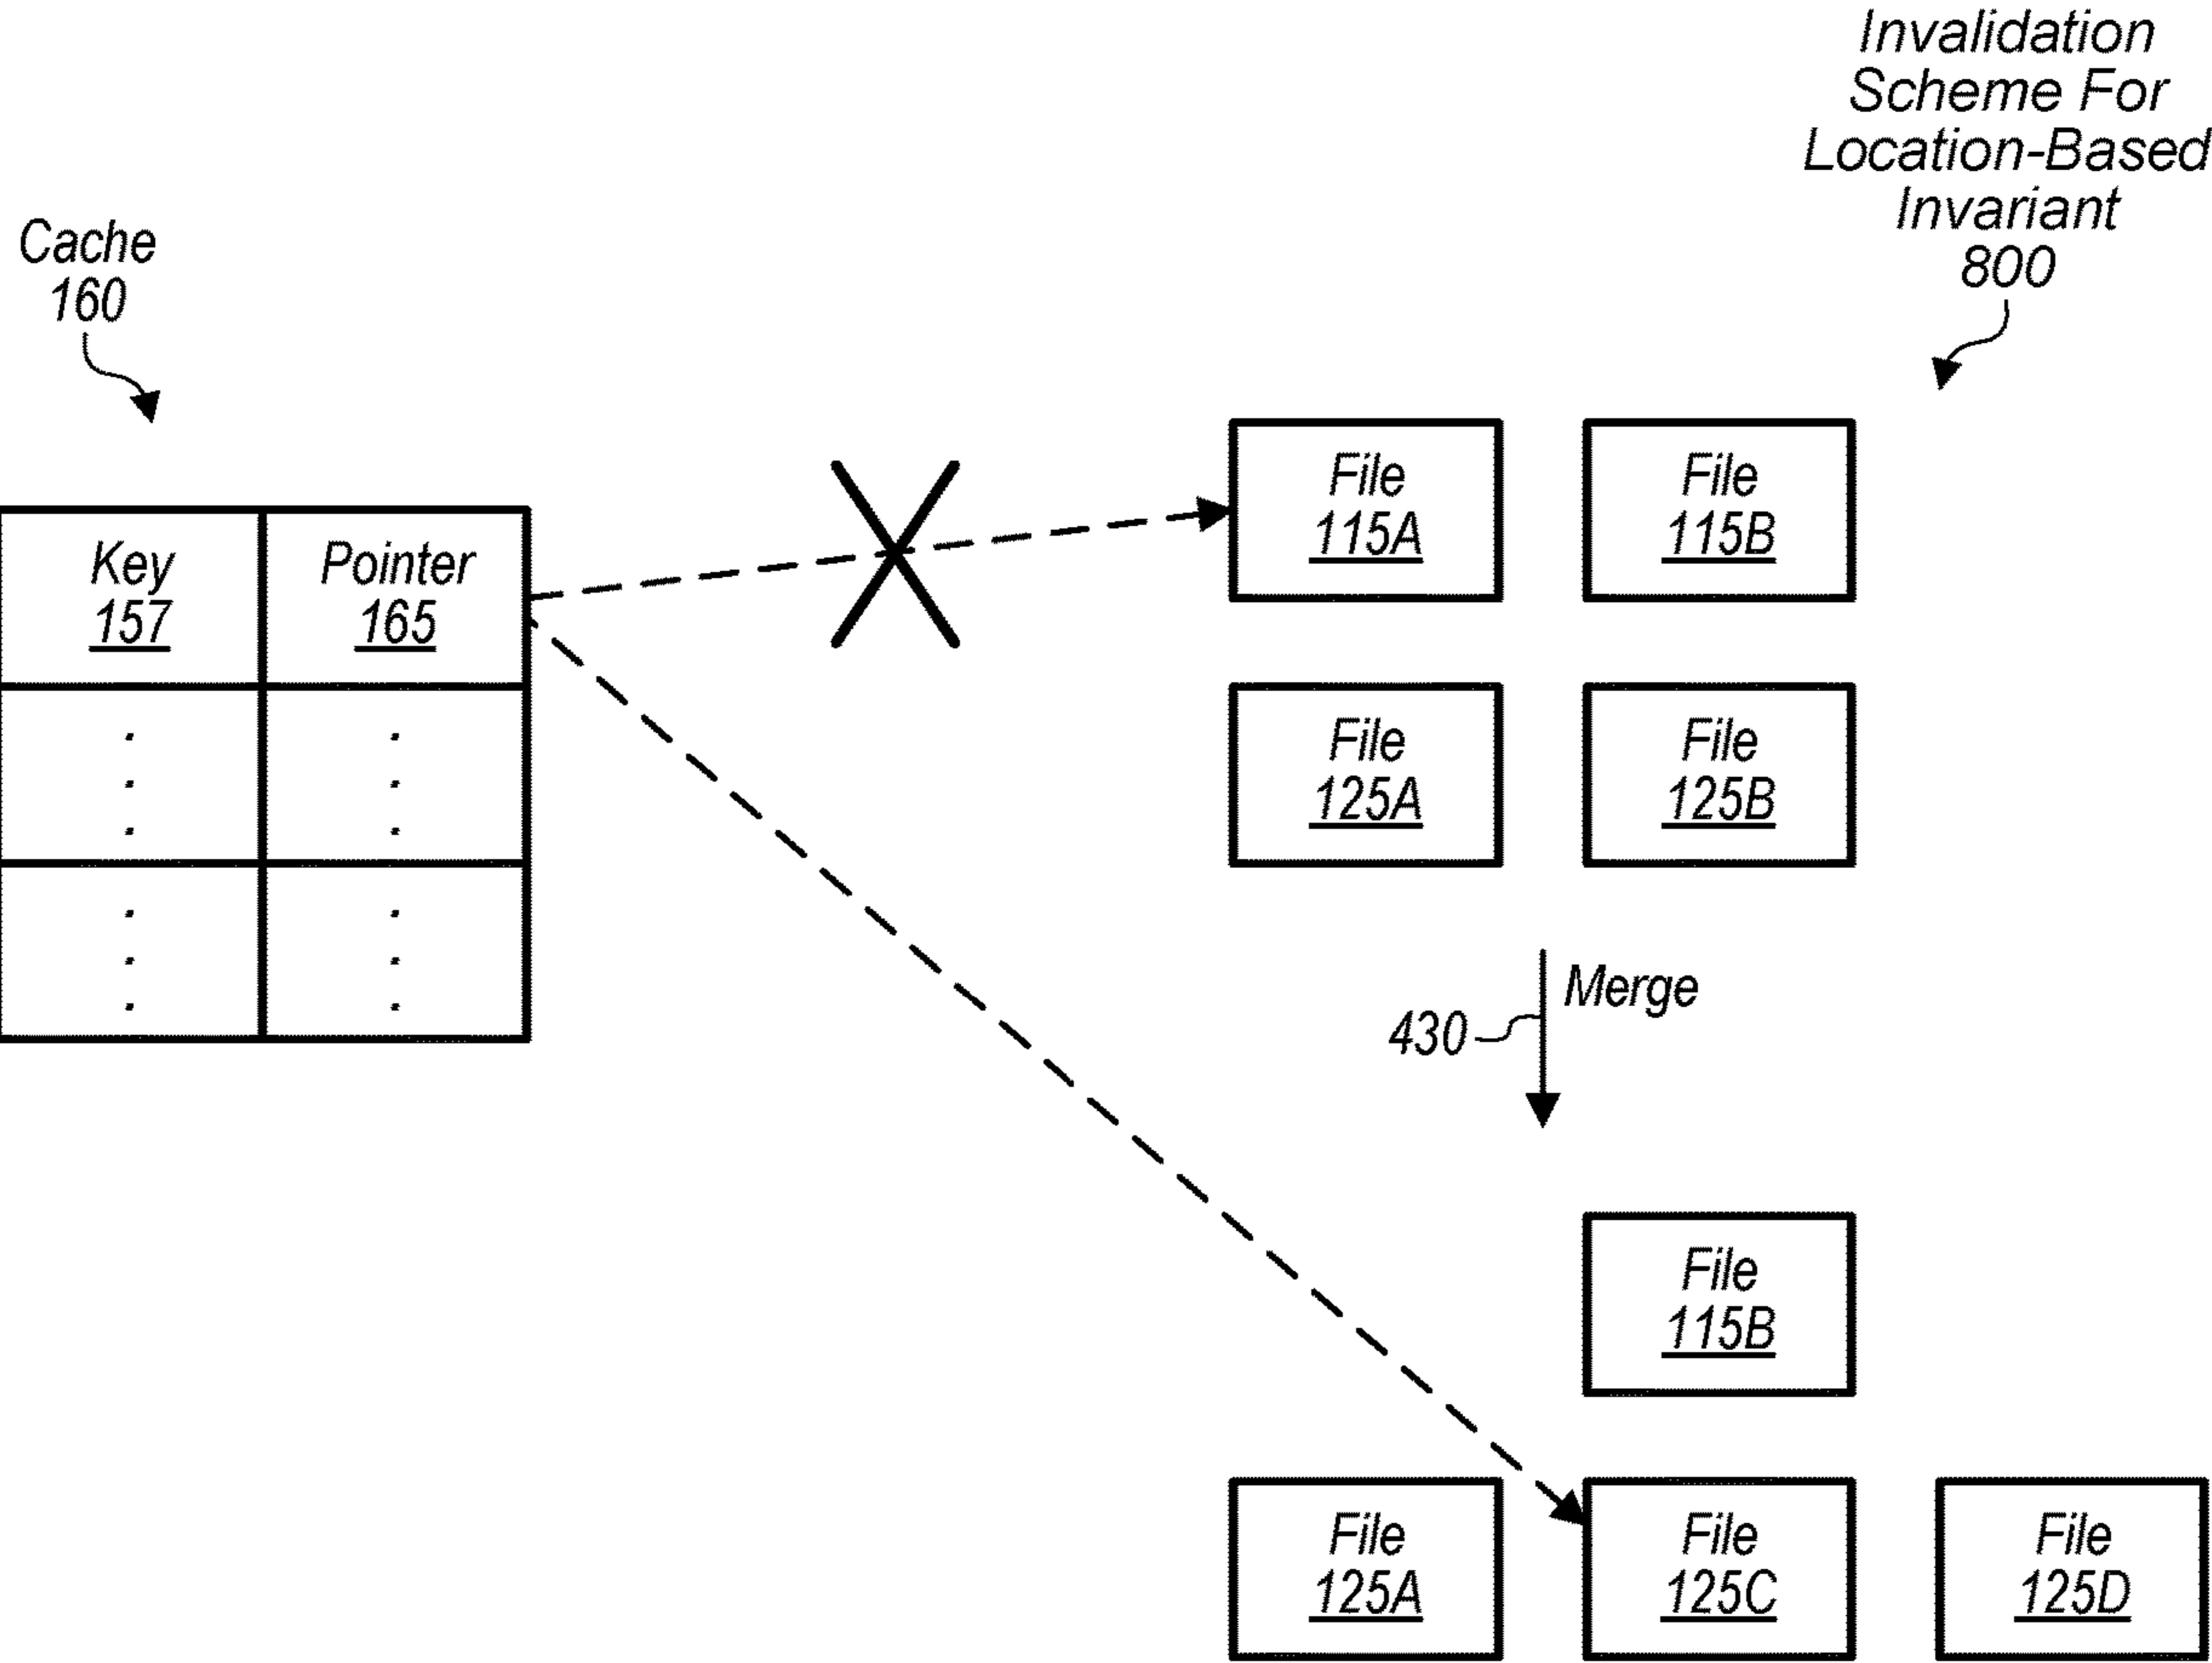 Invalidation
Scheme For
Location-Based
Invariant
800
Cache
160
Key
157
Pointer
165
.
.
.
.
.
.
.
.
.
.
.
.
File
115A
File
115B
File
125A
File
125B
Merge
430
File
115B
File
125A
File
125C
File
125D